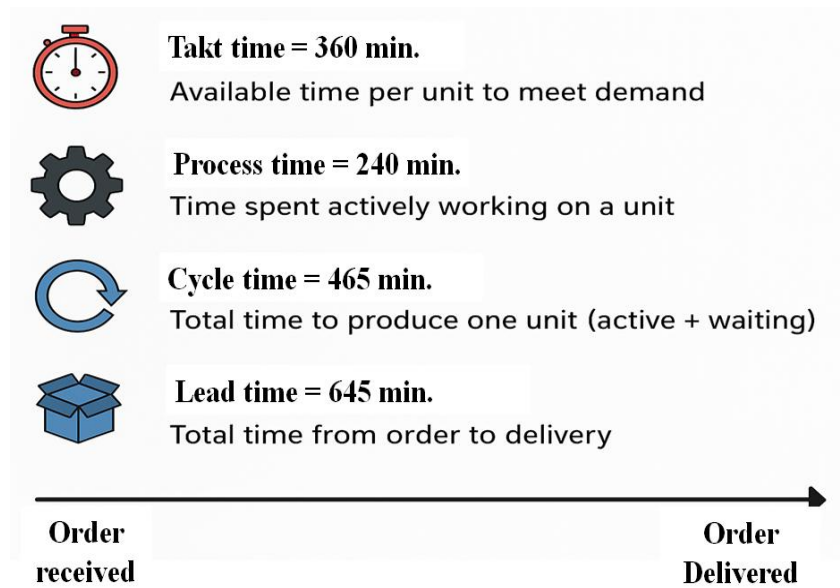 Takt time = 360 min.
Available time per unit to meet demand
Process time = 240 min.
Time spent actively working on a unit
Cycle time = 465 min.
Total time to produce one unit (active + waiting)
Lead time = 645 min.
Total time from order to delivery
Order
received
Order
Delivered